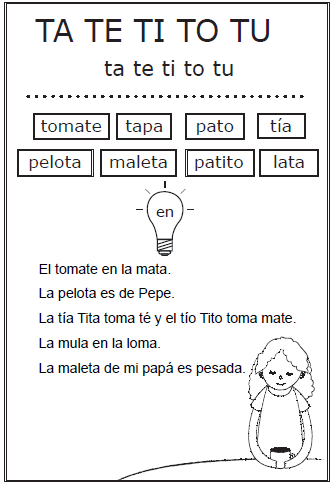 TA TE TI TO TU
ta te ti to tu
tomate tapa pato tía
pelota maleta patito lata
en
El tomate en la mata.
La pelota es de Pepe.
La tía Tita toma té y el tío Tito toma mate.
La mula en la loma.
La maleta de mi papá es pesada.